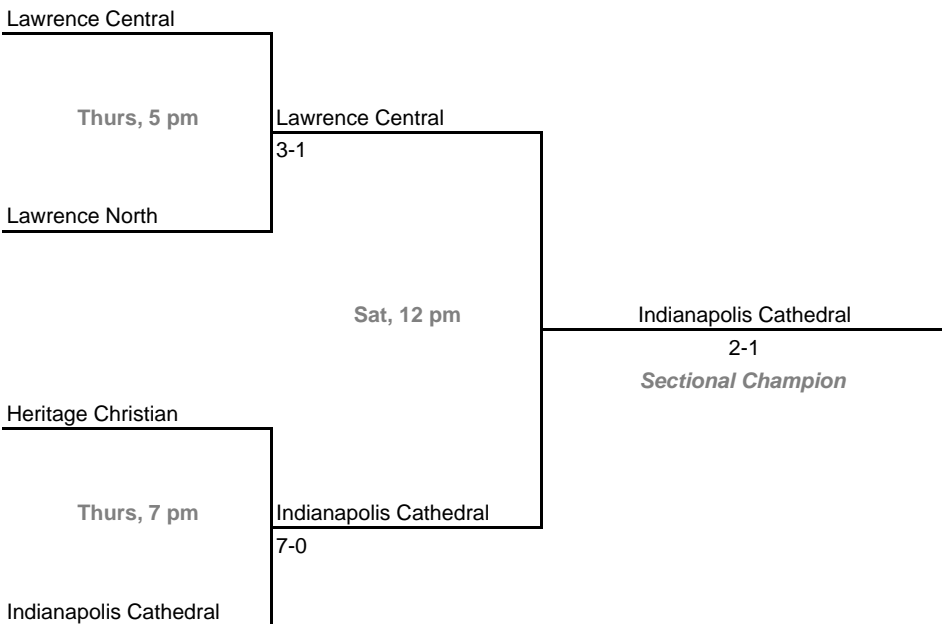 Lawrence Central
Thurs, 5 pm
Lawrence Central
3-1
Lawrence North
Sat, 12 pm
Indianapolis Cathedral
2-1
Sectional Champion
Heritage Christian
Thurs, 7 pm
Indianapolis Cathedral
7-0
Indianapolis Cathedral